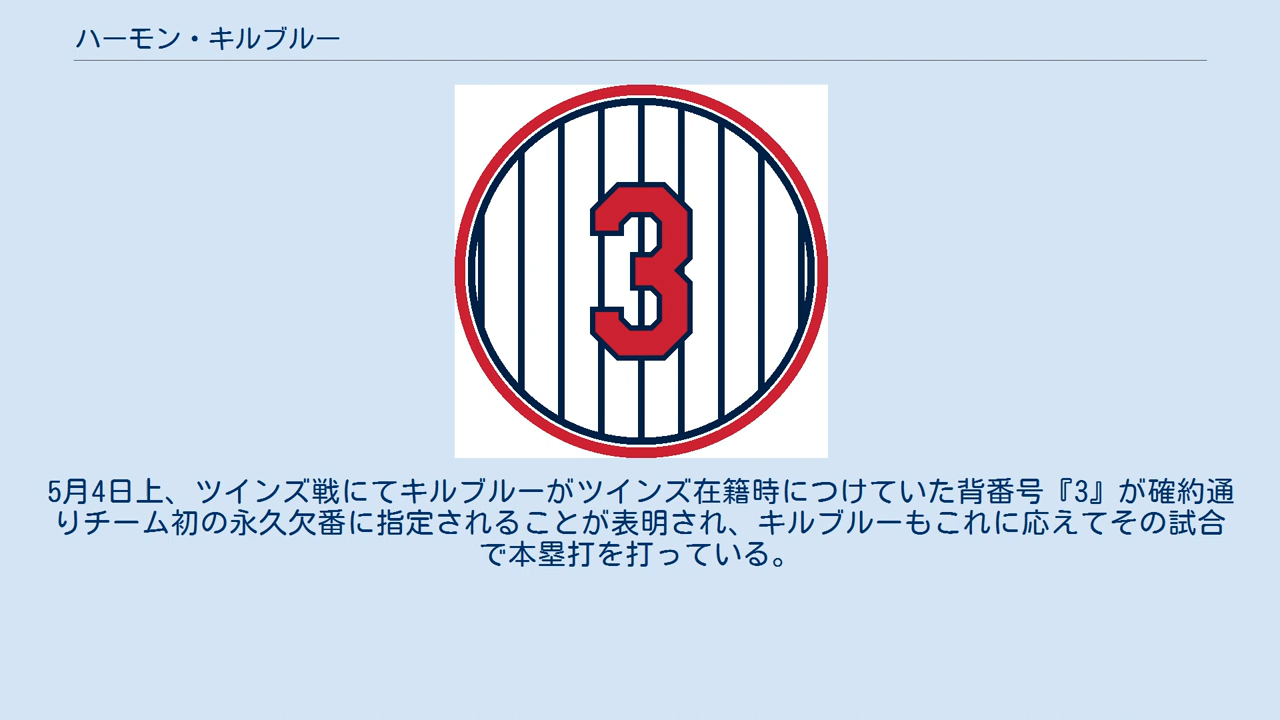 ハーモン・キルブルー
3
5月4日上、ツインズ戦にてキルブルーがツインズ在籍時につけていた背番号『3』が確約通
りチーム初の永久欠番に指定されることが表明され、キルブルーもこれに応えてその試合
で本塁打を打っている。